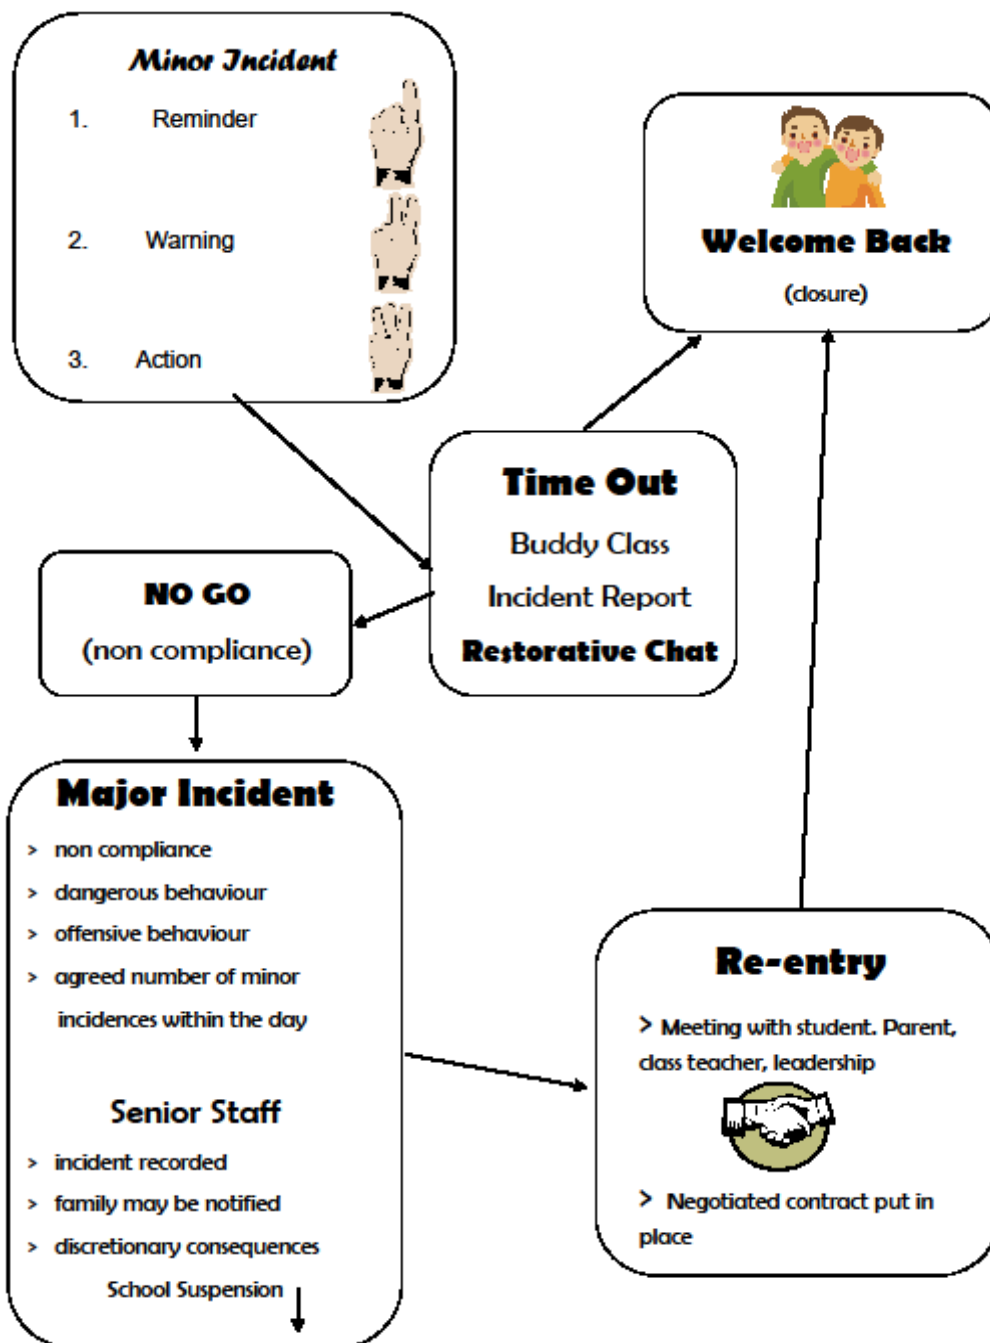 Minor Incident
1. Reminder
2. Warning
3. Action
Welcome Back
(closure)
Time Out
Buddy Class
Incident Report
Restorative Chat
NO GO
(non compliance)
Major Incident
> non compliance
> dangerous behaviour
> offensive behaviour
> agreed number of minor
incidences within the day
Senior Staff
> incident recorded
> family may be notified
> discretionary consequences
School Suspension
Re-entry
> Meeting with student. Parent,
class teacher, leadership
> Negotiated contract put in
place